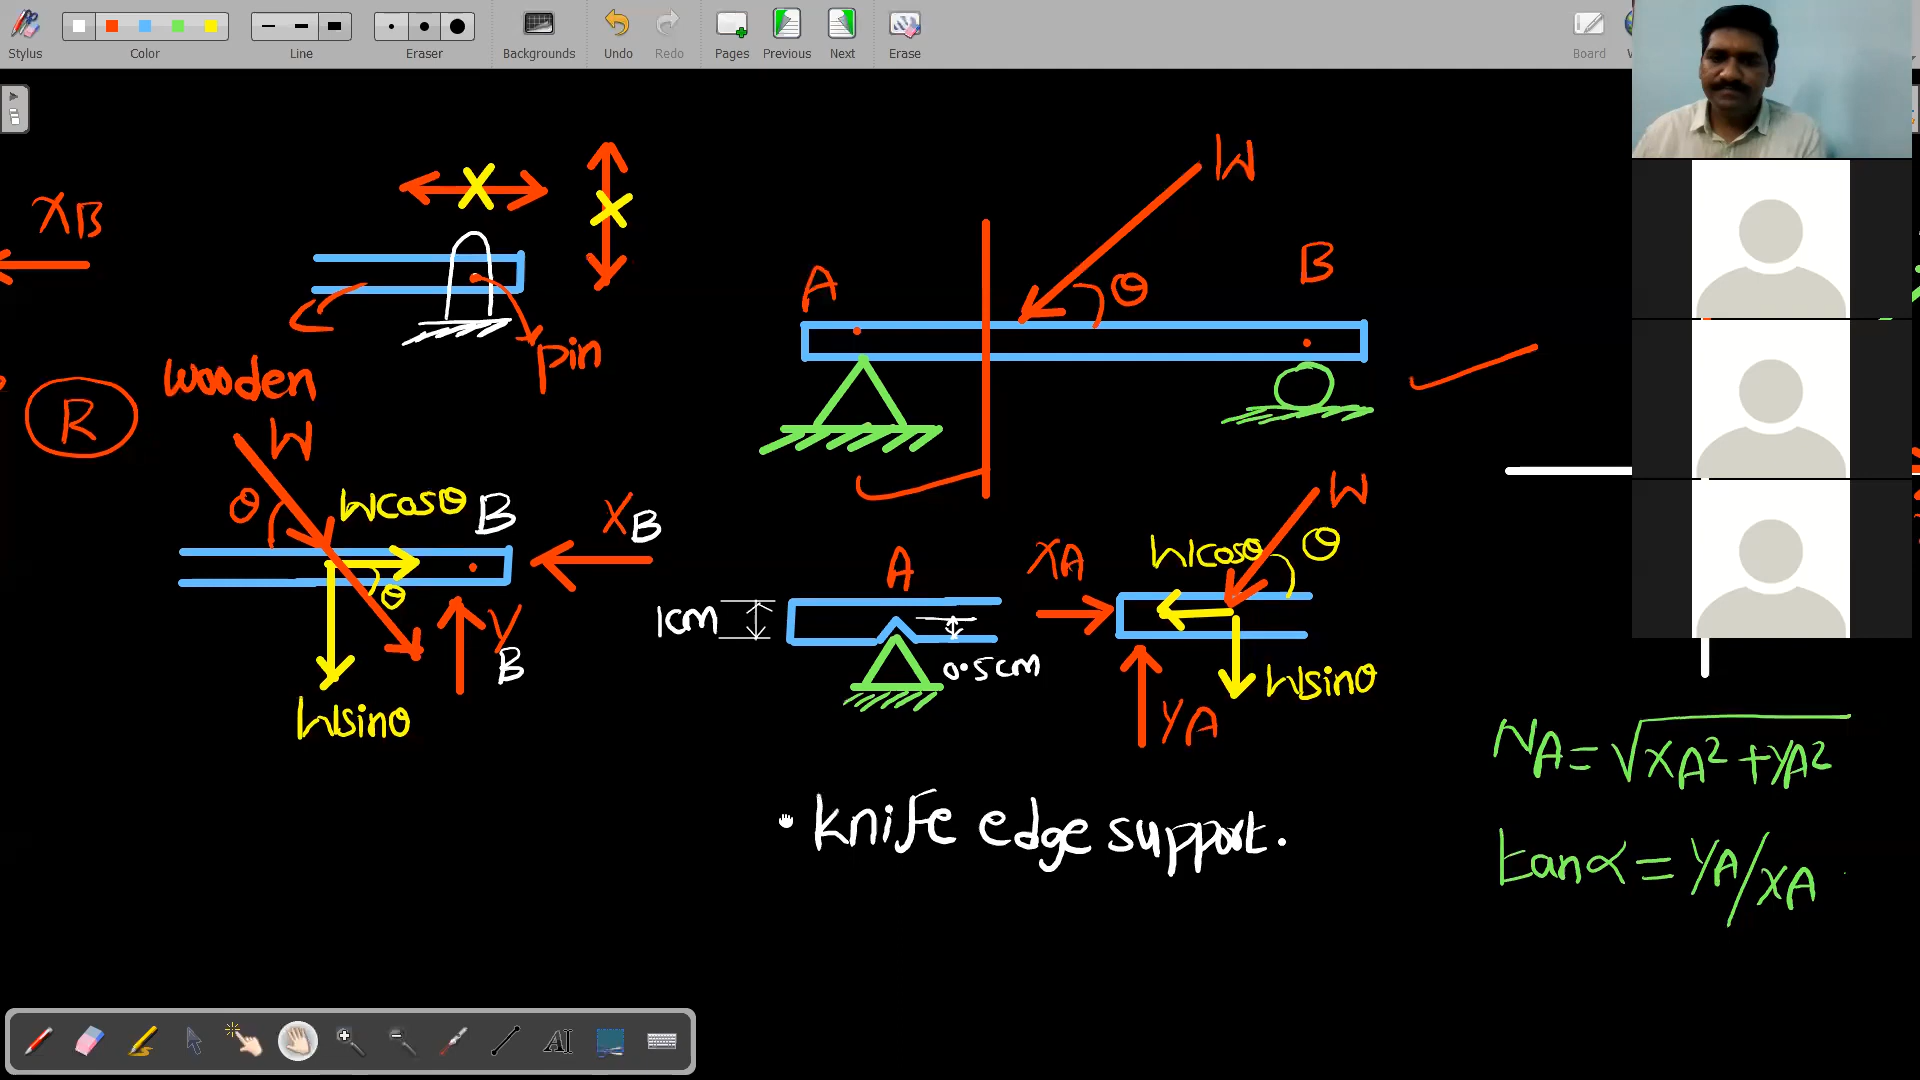 Stylus
Color
Line
Eraser
Backgrounds
Undo
Redo
Pages
Previous
Next
Erase
Board
XB
R
wooden
pin
W
θ
Wcosθ
B
XB
θ
YB
Wsinθ
W
A
θ
B
1cm
A
0.5cm
XA
W
Wcosθ
θ
Wsinθ
YA
• knife edge support.
NA = √XA² + YA²
tanα = YA/XA
AI